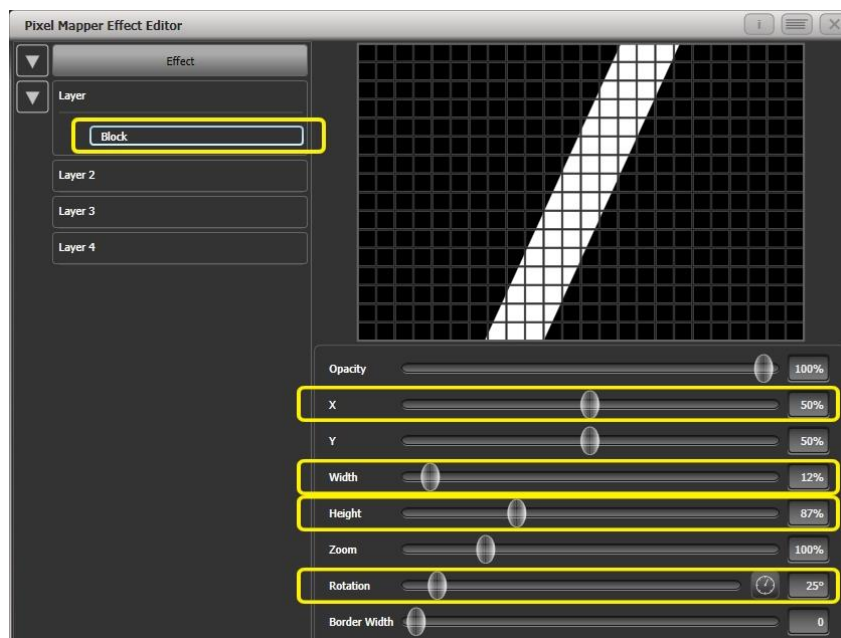 Pixel Mapper Effect Editor
i
Effect
Layer
Block
Layer 2
Layer 3
Layer 4
Opacity 100%
X 50%
Y 50%
Width 12%
Height 87%
Zoom 100%
Rotation 25º
Border Width 0